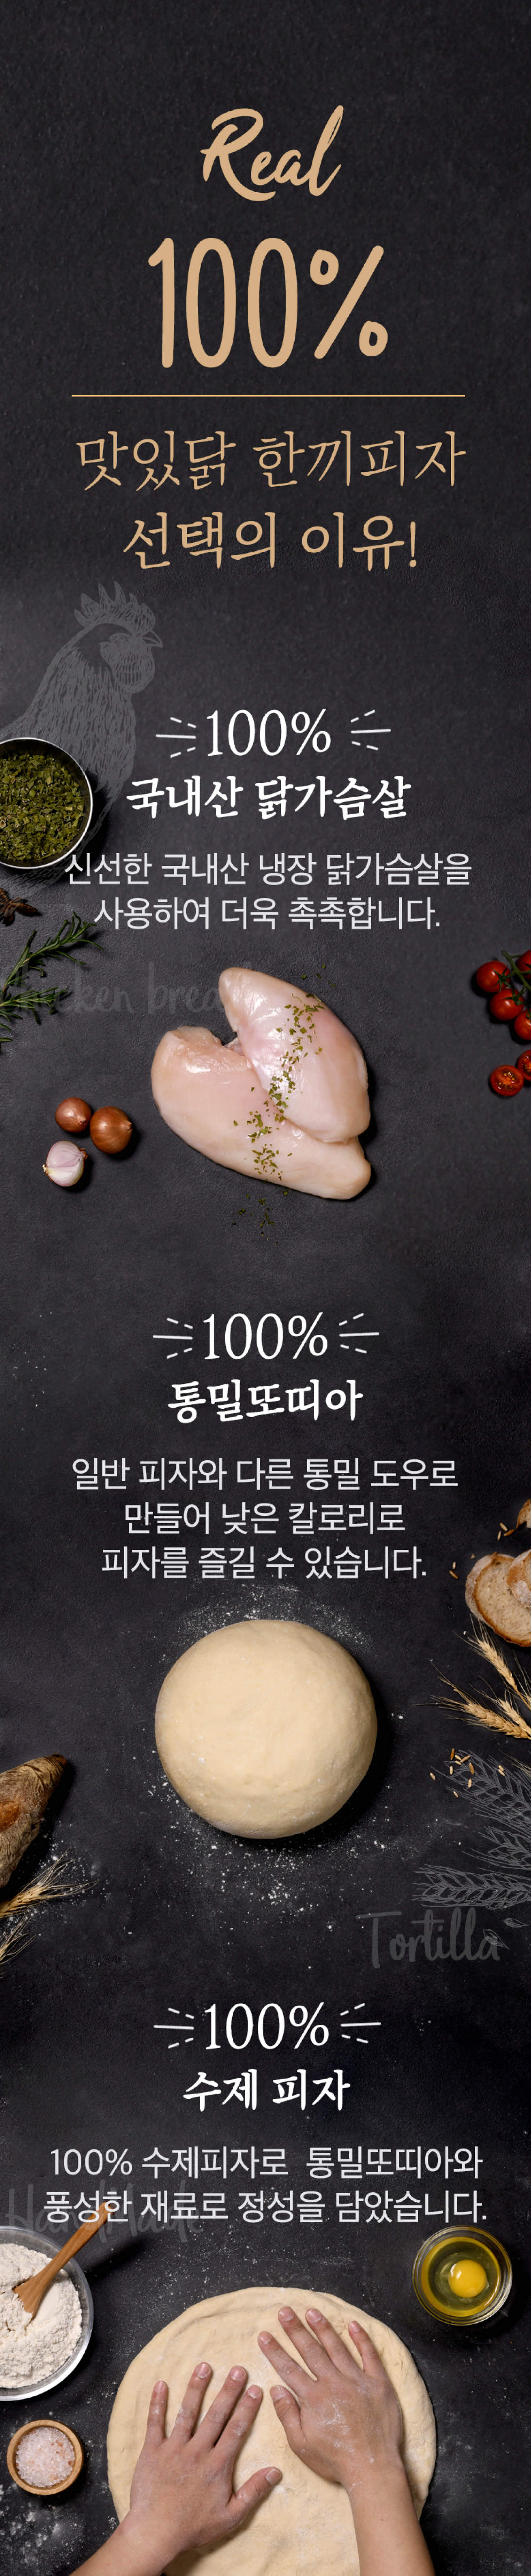 Real
100%
맛있닭 한끼피자
선택의 이유!
100%
국내산 닭가슴살
신선한 국내산 냉장 닭가슴살을
사용하여 더욱 촉촉합니다.
Chicken breast
100%
통밀또띠아
일반 피자와 다른 통밀 도우로
만들어 낮은 칼로리로
피자를 즐길 수 있습니다.
Tortilla
100%
수제 피자
100% 수제피자로 통밀또띠아와
풍성한 재료로 정성을 담았습니다.
Hand Made